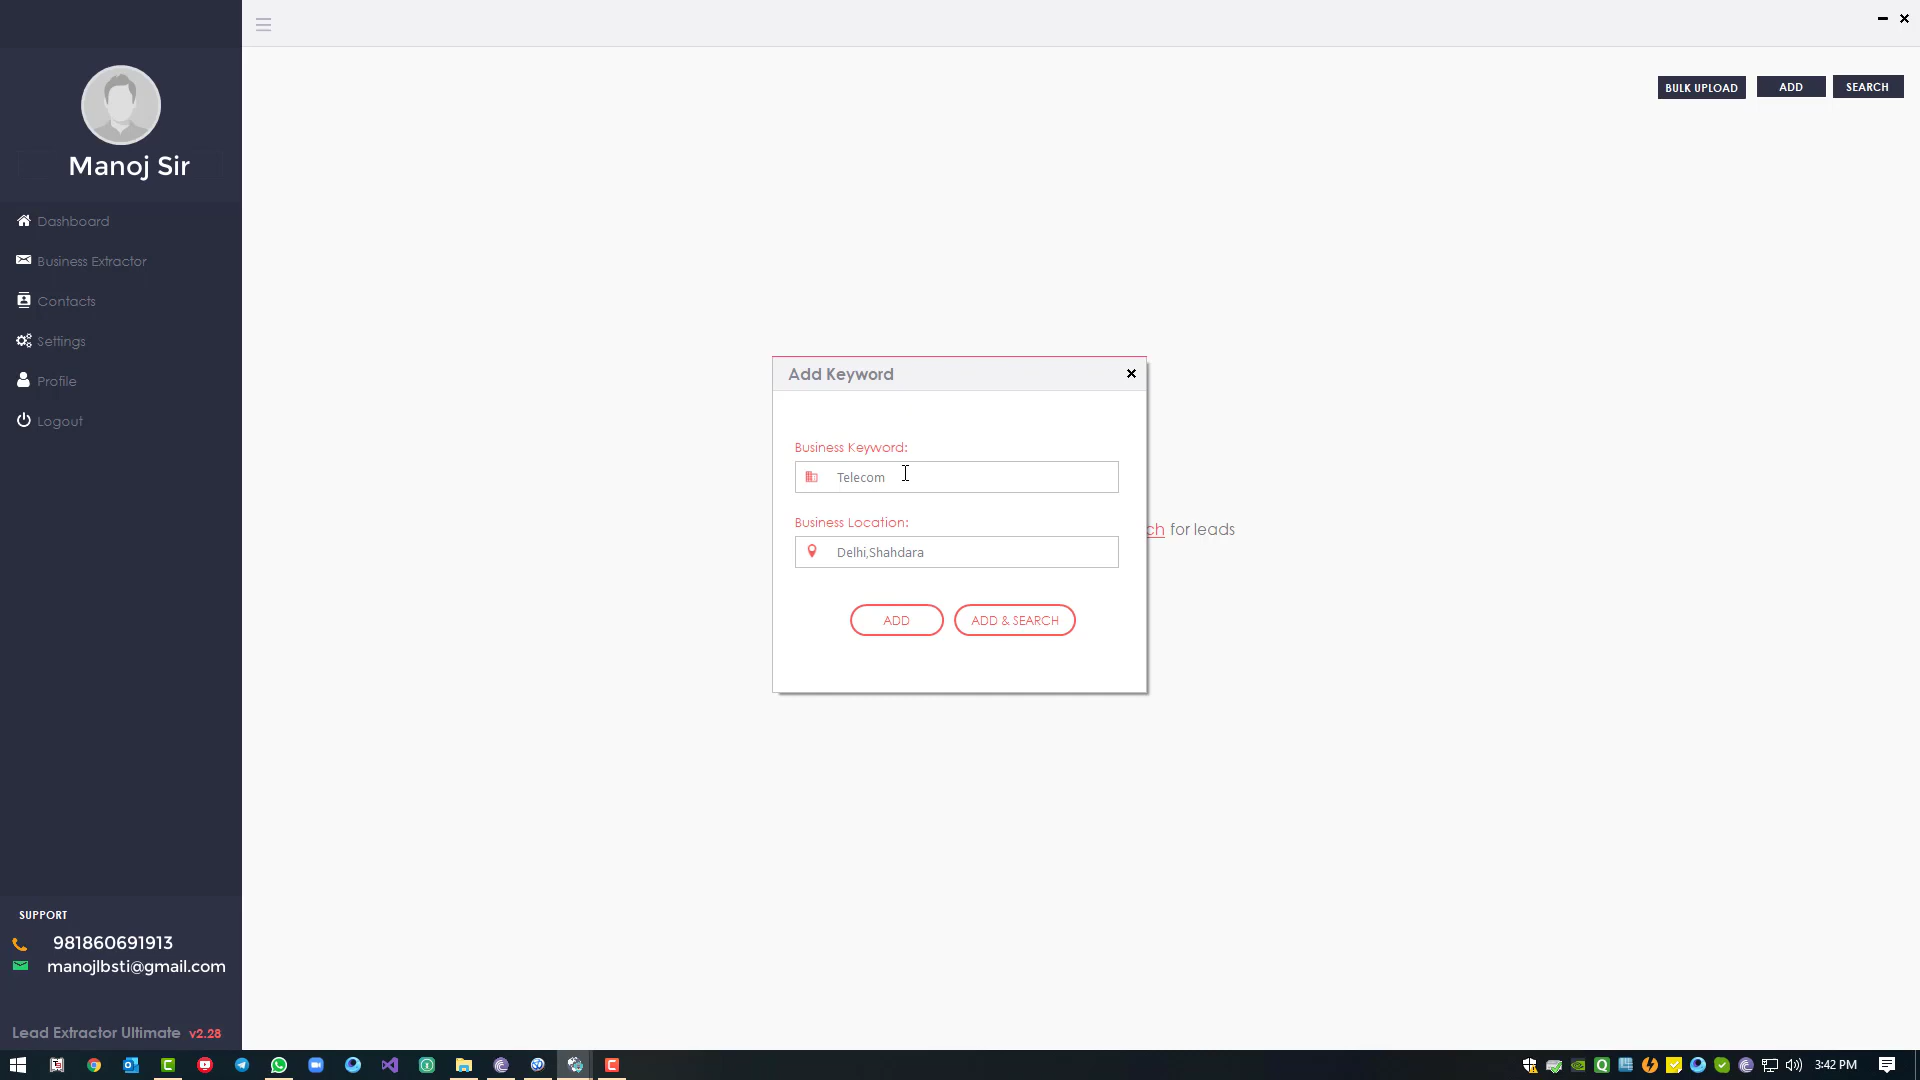 Manoj Sir
Dashboard
Business Extractor
Contacts
Settings
Profile
Logout
BULK UPLOAD
ADD
SEARCH
Add Keyword
Business Keyword:
Telecom
Business Location:
Delhi,Shahdara
ADD
ADD & SEARCH
ch for leads
SUPPORT
981860691913
manojlbsti@gmail.com
Lead Extractor Ultimate v2.28
3:42 PM